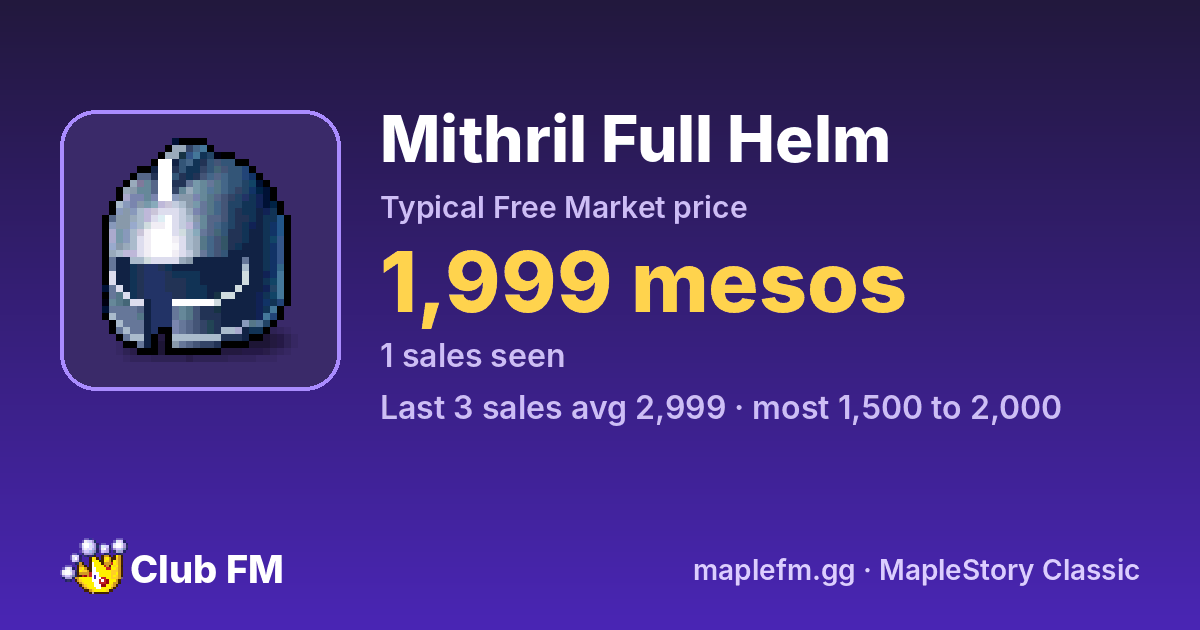 Mithril Full Helm
Typical Free Market price
1,999 mesos
1 sales seen
Last 3 sales avg 2,999 · most 1,500 to 2,000
Club FM
maplefm.gg · MapleStory Classic